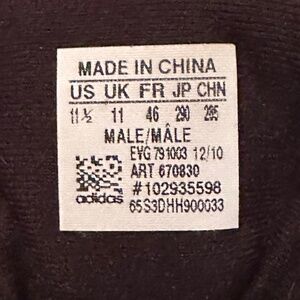 MADE IN CHINA
US UK FR JP CHN
11½ 11 46 290 285
MALE/MÂLE
EVG 791003 12/10
ART 670830
#102935598
adidas 65S3DHH900033